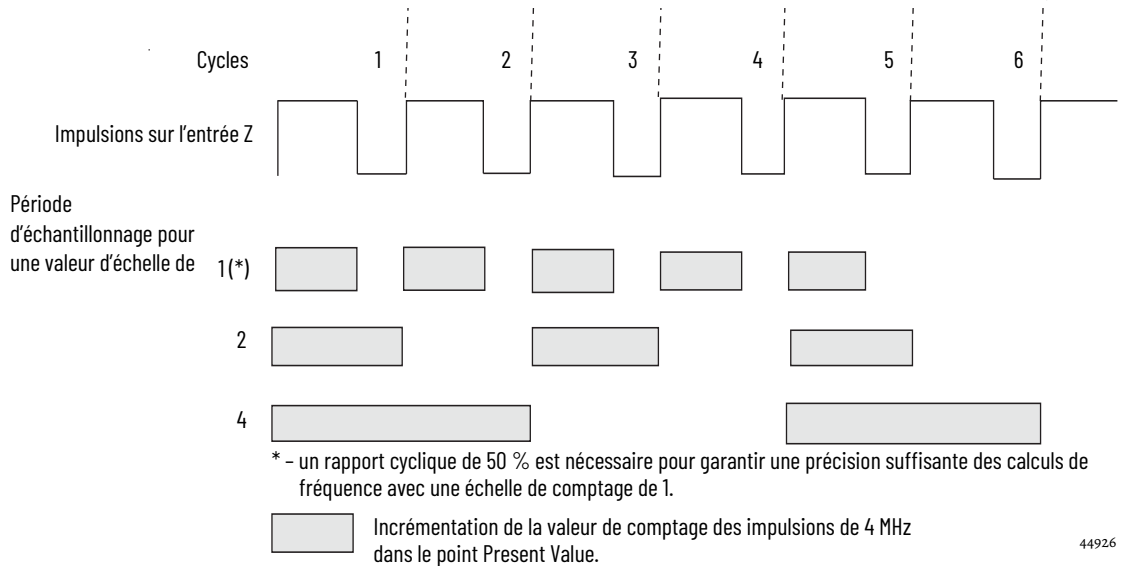 Cycles 1 2 3 4 5 6
Impulsions sur l'entrée Z
Période
d'échantillonnage pour
une valeur d'échelle de 1(*)
2
4
* – un rapport cyclique de 50 % est nécessaire pour garantir une précision suffisante des calculs de
fréquence avec une échelle de comptage de 1.
Incrémentation de la valeur de comptage des impulsions de 4 MHz
dans le point Present Value.
44926